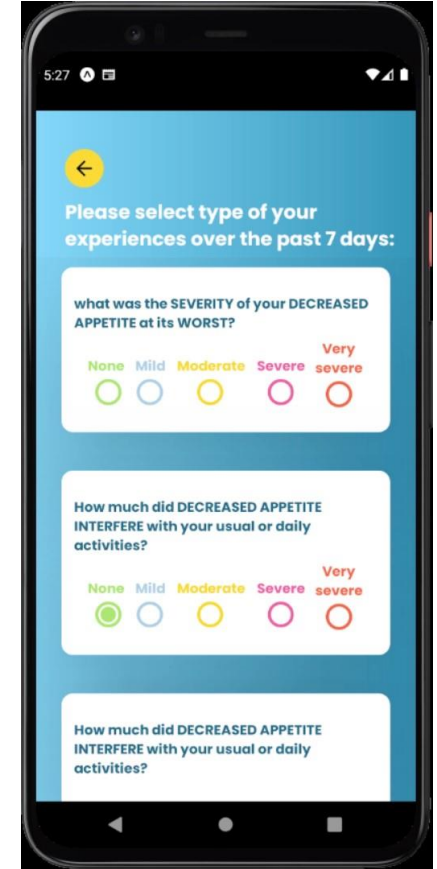 5:27
Please select type of your
experiences over the past 7 days:
what was the SEVERITY of your DECREASED
APPETITE at its WORST?
None Mild Moderate Severe Very
severe
How much did DECREASED APPETITE
INTERFERE with your usual or daily
activities?
None Mild Moderate Severe Very
severe
How much did DECREASED APPETITE
INTERFERE with your usual or daily
activities?